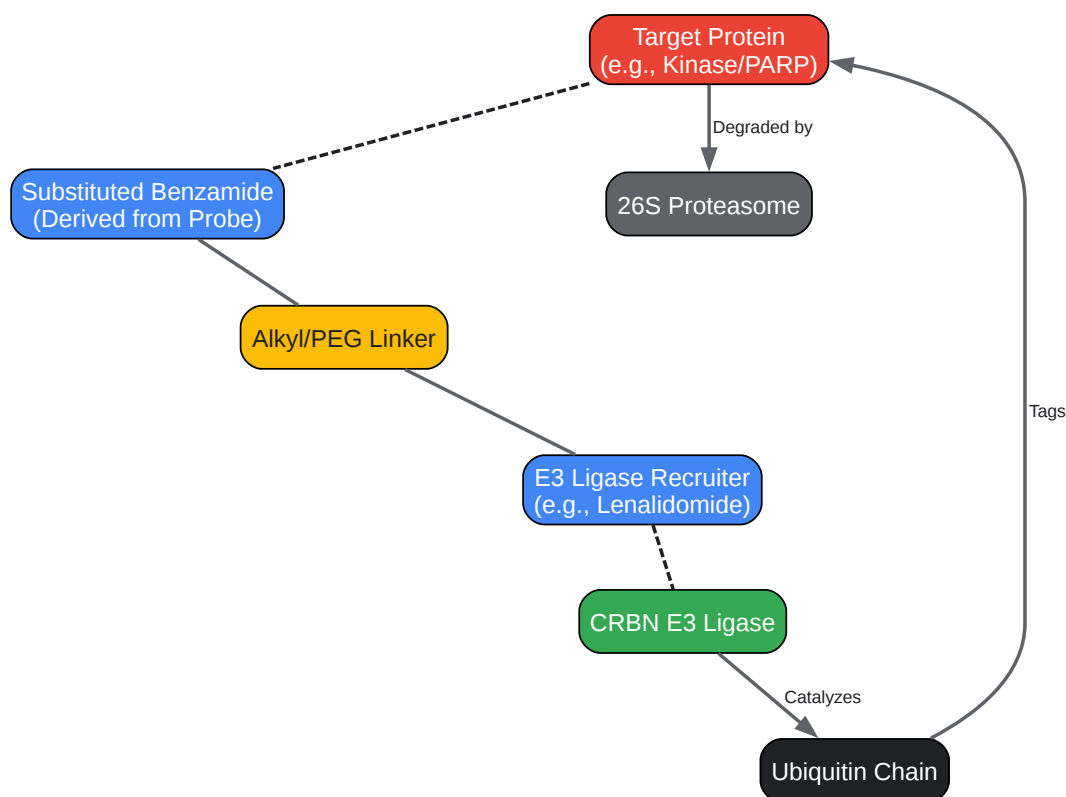 Target Protein
(e.g., Kinase/PARP)
Degraded by
Substituted Benzamide
(Derived from Probe)
26S Proteasome
Alkyl/PEG Linker
Tags
E3 Ligase Recruiter
(e.g., Lenalidomide)
CRBN E3 Ligase
Catalyzes
Ubiquitin Chain